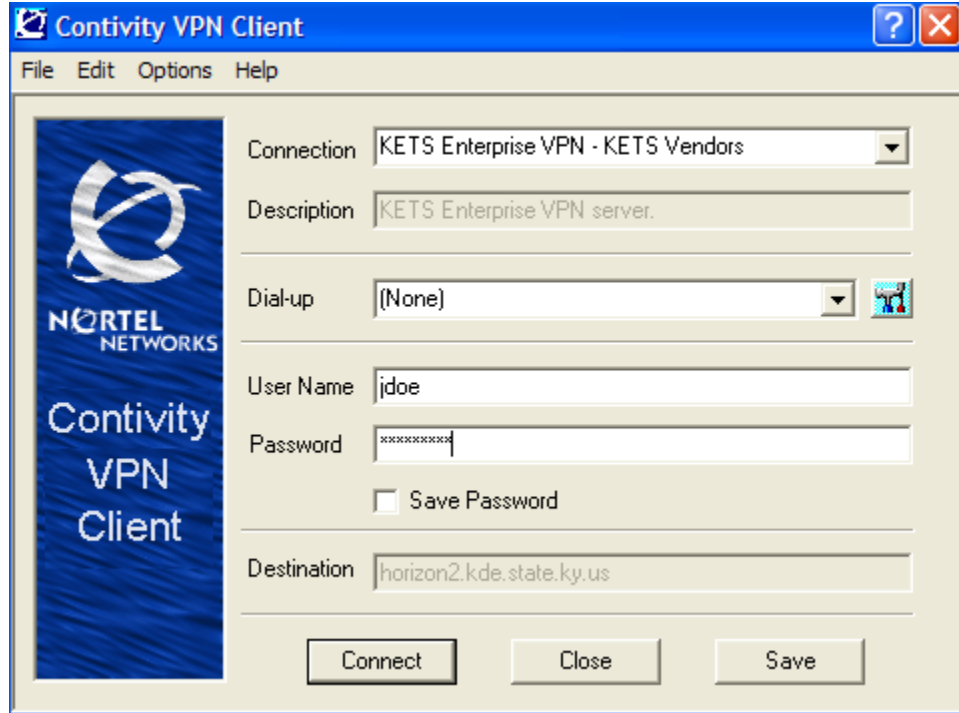 Contivity VPN Client
File Edit Options Help
NORTEL
NETWORKS
Contivity
VPN
Client
Connection KETS Enterprise VPN - KETS Vendors
Description KETS Enterprise VPN server.
Dial-up (None)
User Name jdoe
Password *********
Save Password
Destination horizon2.kde.state.ky.us
Connect Close Save